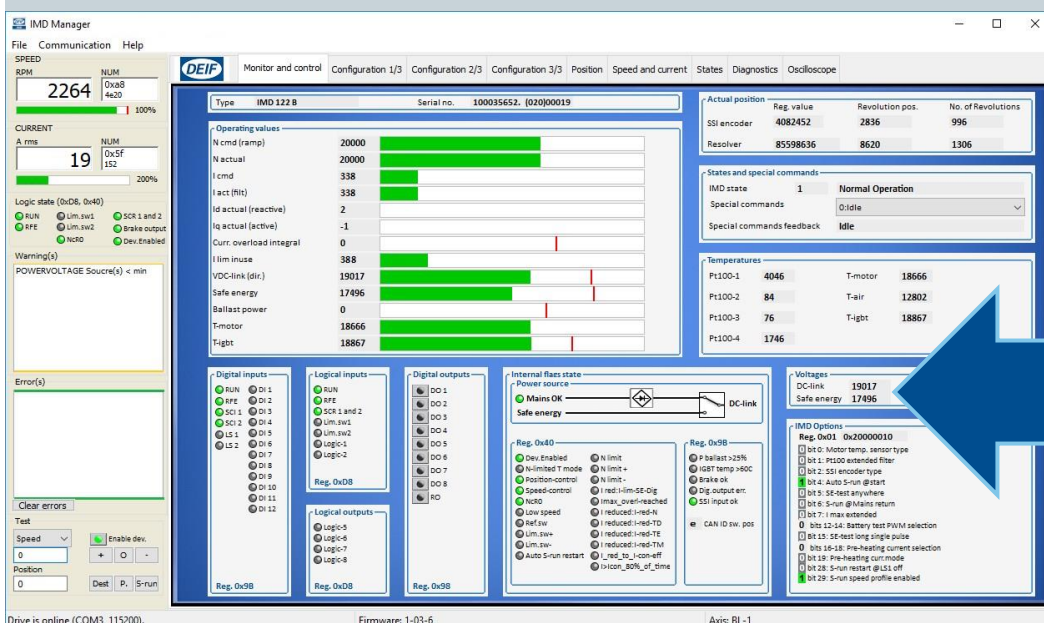 IMD Manager
File Communication Help
SPEED
RPM NUM
2264 0xa8
4e20
100%
CURRENT
A rms NUM
19 0x5f
152
200%
Logic state (0xD8, 0x40)
RUN Lim.sw1 SCR 1 and 2
RFE Lim.sw2 Brake output
NcR0 Dev.Enabled
Warning(s)
POWERVOLTAGE Soucre(s) < min
Error(s)
Clear errors
Test
Speed Enable dev.
0 + O -
Position
0 Dest P. S-run
DEIF
Monitor and control Configuration 1/3 Configuration 2/3 Configuration 3/3 Position Speed and current States Diagnostics Osciloscope
Type IMD 122 B Serial no. 100035652. (020)00019
Operating values
N cmd (ramp) 20000
N actual 20000
I cmd 338
I act (filt) 338
Id actual (reactive) 2
Iq actual (active) -1
Curr. overload integral 0
I lim inuse 388
VDC-link (dir.) 19017
Safe energy 17496
Ballast power 0
T-motor 18666
T-igbt 18867
Actual position
Reg. value Revolution pos. No. of Revolutions
SSI encoder 4082452 2836 996
Resolver 85598636 8620 1306
States and special commands
IMD state 1 Normal Operation
Special commands 0:Idle
Special commands feedback Idle
Temperatures
Pt100-1 4046 T-motor 18666
Pt100-2 84 T-air 12802
Pt100-3 76 T-igbt 18867
Pt100-4 1746
Digital inputs
RUN DI 1
RFE DI 2
SCI 1 DI 3
SCI 2 DI 4
LS 1 DI 5
LS 2 DI 6
DI 7
DI 8
DI 9
DI 10
DI 11
DI 12
Reg. 0x9B
Logical inputs
RUN
RFE
SCR 1 and 2
Lim.sw1
Lim.sw2
Logic-1
Logic-2
Reg. 0xD8
Logical outputs
Logic-5
Logic-6
Logic-7
Logic-8
Reg. 0xD8
Digital outputs
DO 1
DO 2
DO 3
DO 4
DO 5
DO 6
DO 7
DO 8
RO
Reg. 0x98
Internal flaes state
Power source
Mains OK
Safe energy
DC-link
Reg. 0x40
Dev.Enabled N limit
N-limited T mode N limit +
Position-control N limit -
Speed-control I red:I-lim-SE-Dig
NcR0 Imax_overl-reached
Low speed I reduced:I-red-N
Ref.sw I reduced:I-red-TD
Lim.sw+ I reduced:I-red-TE
Lim.sw- I reduced:I-red-TM
Auto S-run restart I_red_to_I-con-eff
I>Icon_80%_of_time
Reg. 0x9B
P ballast >25%
IGBT temp >60C
Brake ok
Dig.output err.
SSI input ok
e CAN ID sw. pos
Voltages
DC-link 19017
Safe energy 17496
IMD Options
Reg. 0x01 0x20000010
0 bit 0: Motor temp. sensor type
0 bit 1: Pt100 extended filter
0 bit 2: SSI encoder type
1 bit 4: Auto S-run @start
0 bit 5: SE-test anywhere
0 bit 6: S-run @Mains return
0 bit 7: I max extended
0 bits 12-14: Battery test PWM selection
0 bit 15: SE-test long single pulse
0 bits 16-18: Pre-heating current selection
0 bit 19: Pre-heating curr.mode
0 bit 28: S-run restart @LS1 off
1 bit 29: S-run speed profile enabled
Drive is online (COM3, 115200). Firmware: 1-03-6 Axis: BL-1